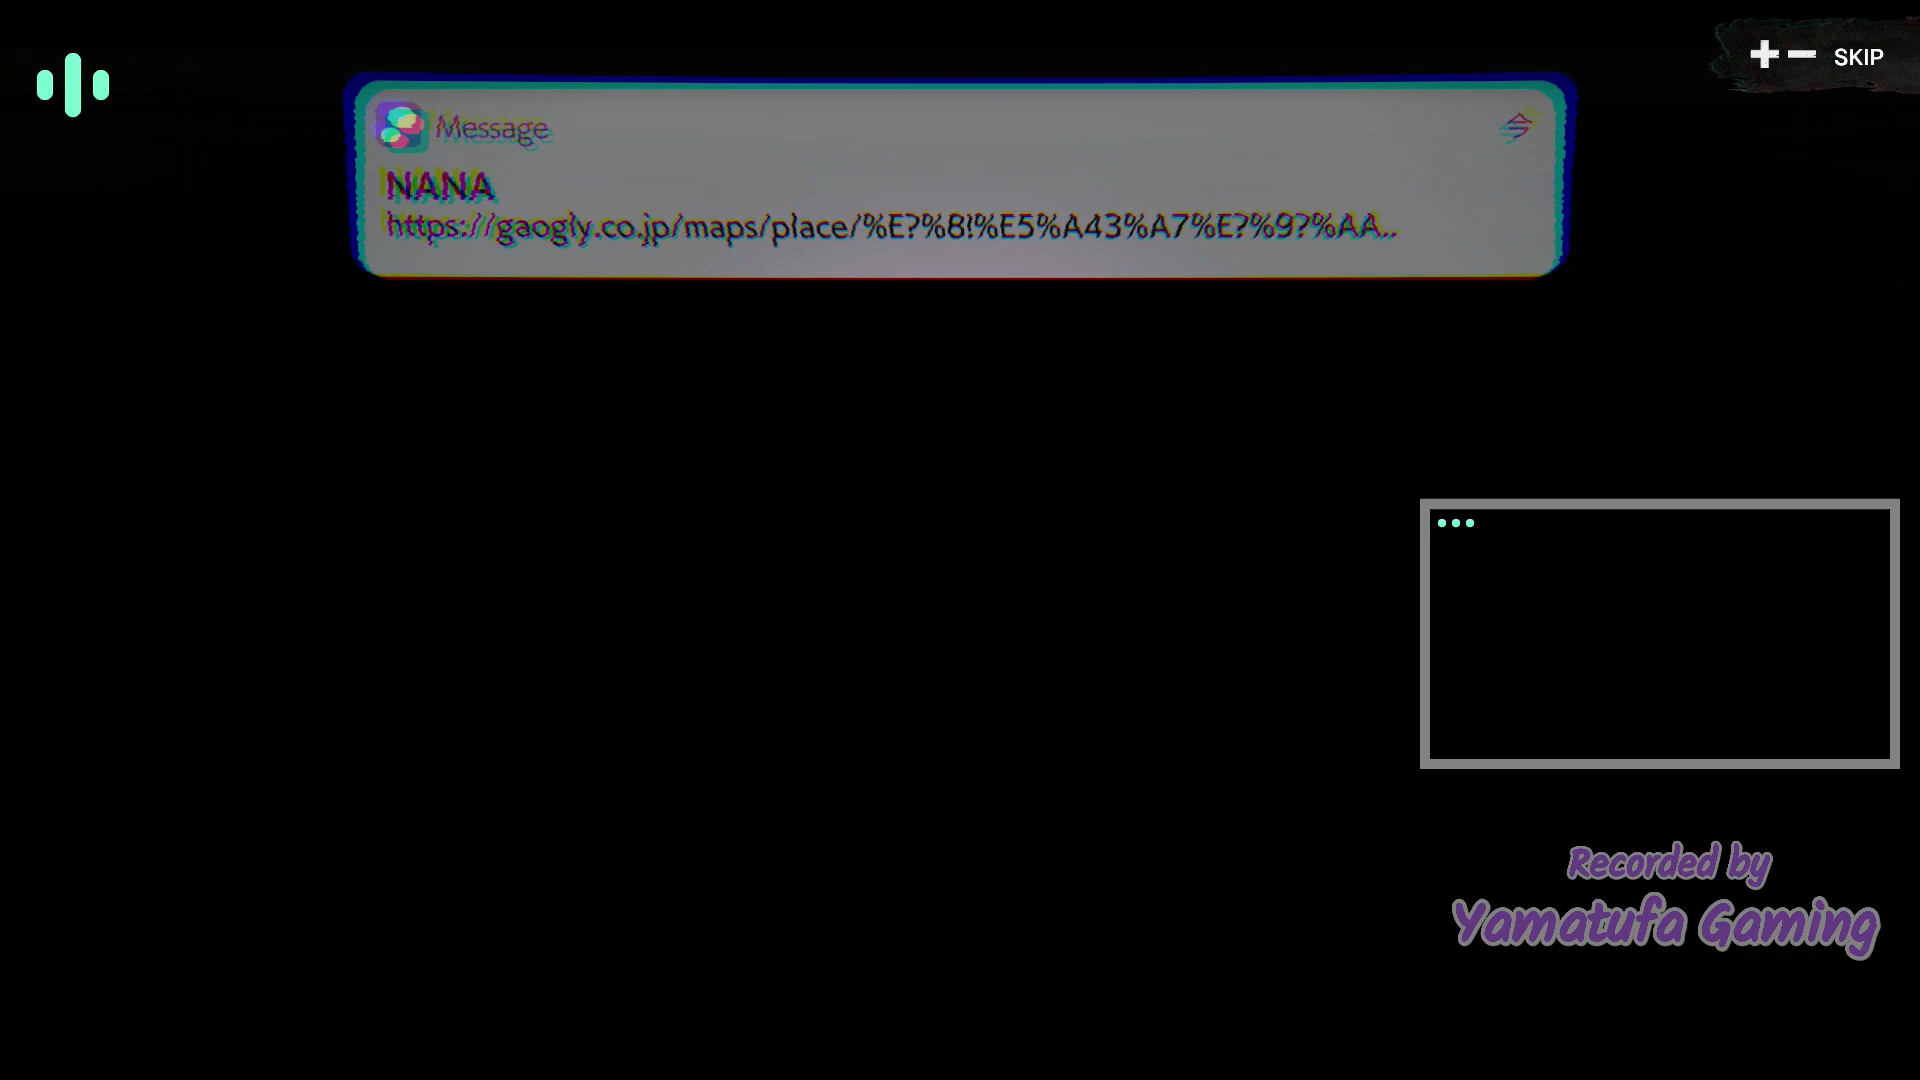 SKIP
Message
今
NANA
https://gaogly.co.jp/maps/place/%E?%8!%E5%A43%A7%E?%9?%AA..
Recorded by
Yamatufa Gaming